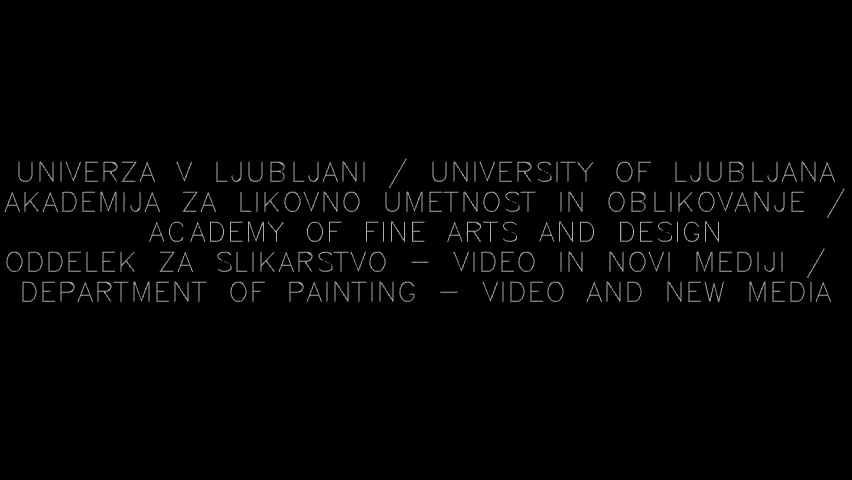 UNIVERZA V LJUBLJANI / UNIVERSITY OF LJUBLJANA
AKADEMIJA ZA LIKOVNO UMETNOST IN OBLIKOVANJE /
ACADEMY OF FINE ARTS AND DESIGN
ODDELEK ZA SLIKARSTVO – VIDEO IN NOVI MEDIJI /
DEPARTMENT OF PAINTING – VIDEO AND NEW MEDIA